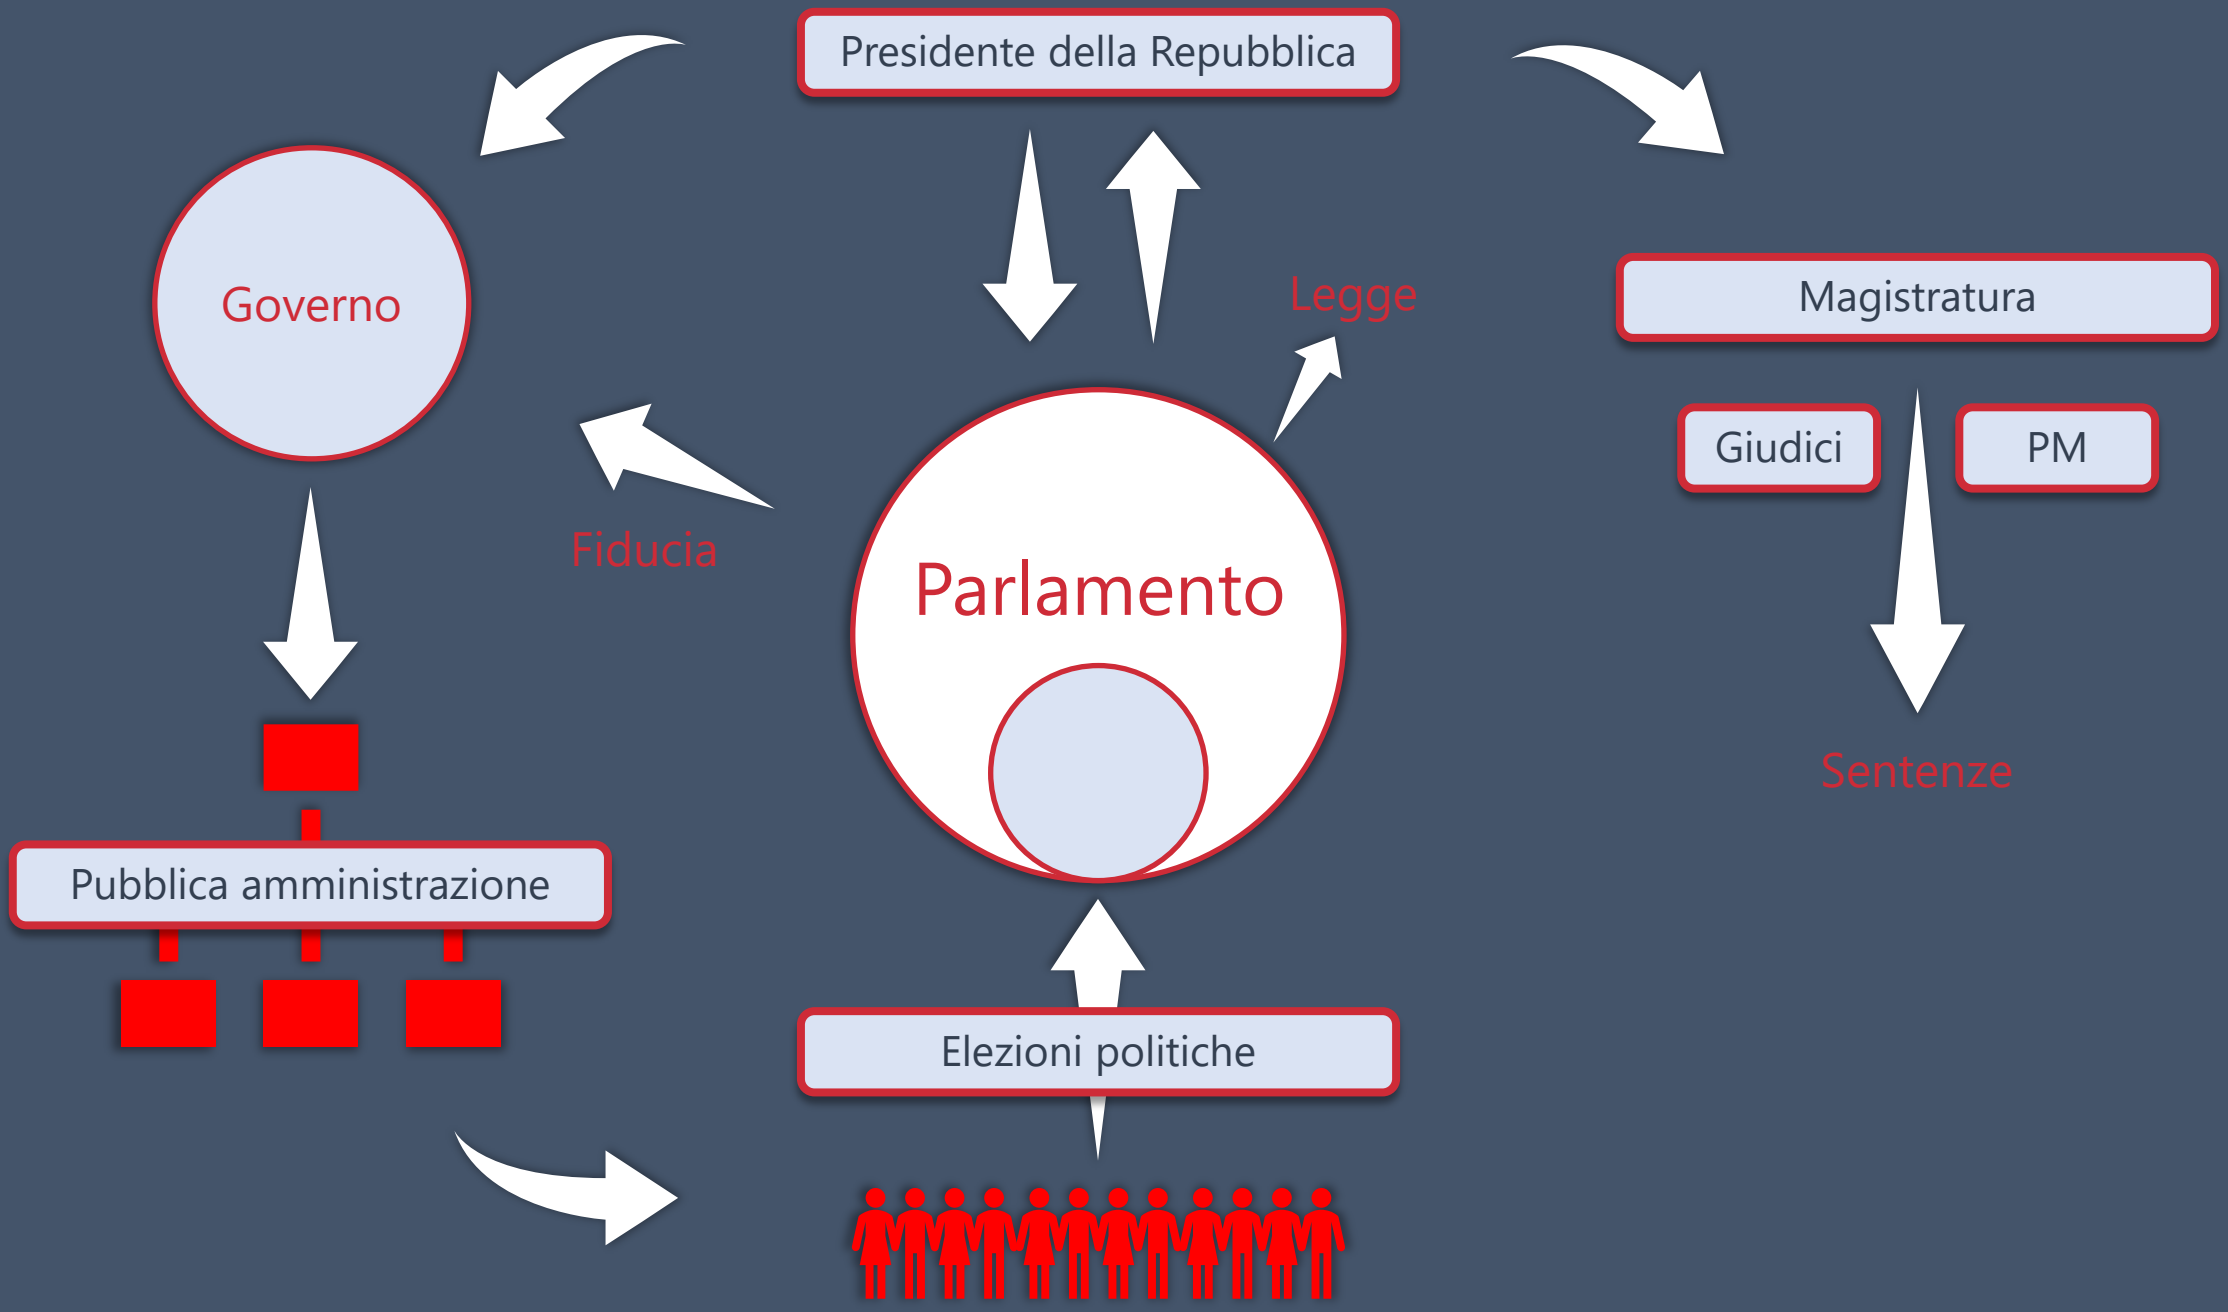 Presidente della Repubblica
Governo
Legge
Magistratura
Giudici
PM
Fiducia
Parlamento
Sentenze
Pubblica amministrazione
Elezioni politiche